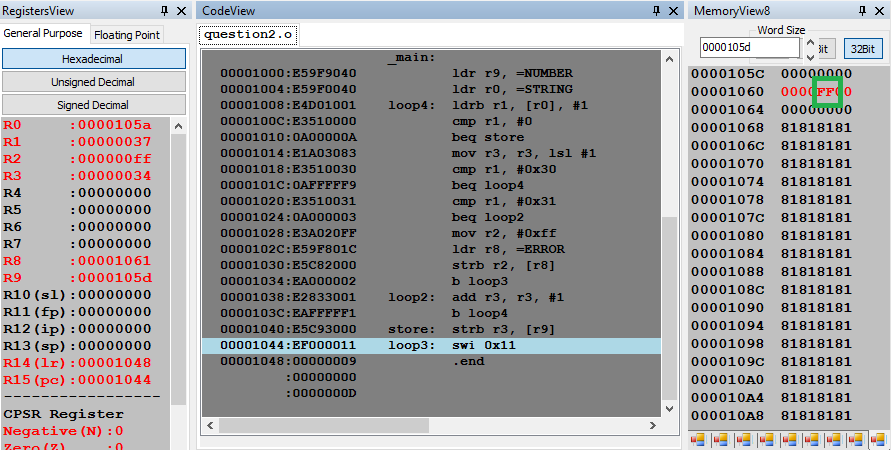 RegistersView
General Purpose Floating Point
Hexadecimal
Unsigned Decimal
Signed Decimal
R0 :0000105a
R1 :00000037
R2 :000000ff
R3 :00000034
R4 :00000000
R5 :00000000
R6 :00000000
R7 :00000000
R8 :00001061
R9 :0000105d
R10(sl):00000000
R11(fp):00000000
R12(ip):00000000
R13(sp):00000000
R14(lr):00001048
R15(pc):00001044
-----------------
CPSR Register
Negative(N):0
Zero(Z) :0
CodeView
question2.o
_main:
00001000:E59F9040 ldr r9, =NUMBER
00001004:E59F0040 ldr r0, =STRING
00001008:E4D01001 loop4: ldrb r1, [r0], #1
0000100C:E3510000 cmp r1, #0
00001010:0A00000A beq store
00001014:E1A03083 mov r3, r3, lsl #1
00001018:E3510030 cmp r1, #0x30
0000101C:0AFFFFF9 beq loop4
00001020:E3510031 cmp r1, #0x31
00001024:0A000003 beq loop2
00001028:E3A020FF mov r2, #0xff
0000102C:E59F801C ldr r8, =ERROR
00001030:E5C82000 strb r2, [r8]
00001034:EA000002 b loop3
00001038:E2833001 loop2: add r3, r3, #1
0000103C:EAFFFFF1 b loop4
00001040:E5C93000 store: strb r3, [r9]
00001044:EF000011 loop3: swi 0x11
00001048:00000009 .end
:00000000
:0000000D
MemoryView8
Word Size
0000105d
Bit
32Bit
0000105C 00000000
00001060 0000FF00
00001064 00000000
00001068 81818181
0000106C 81818181
00001070 81818181
00001074 81818181
00001078 81818181
0000107C 81818181
00001080 81818181
00001084 81818181
00001088 81818181
0000108C 81818181
00001090 81818181
00001094 81818181
00001098 81818181
0000109C 81818181
000010A0 81818181
000010A4 81818181
000010A8 81818181